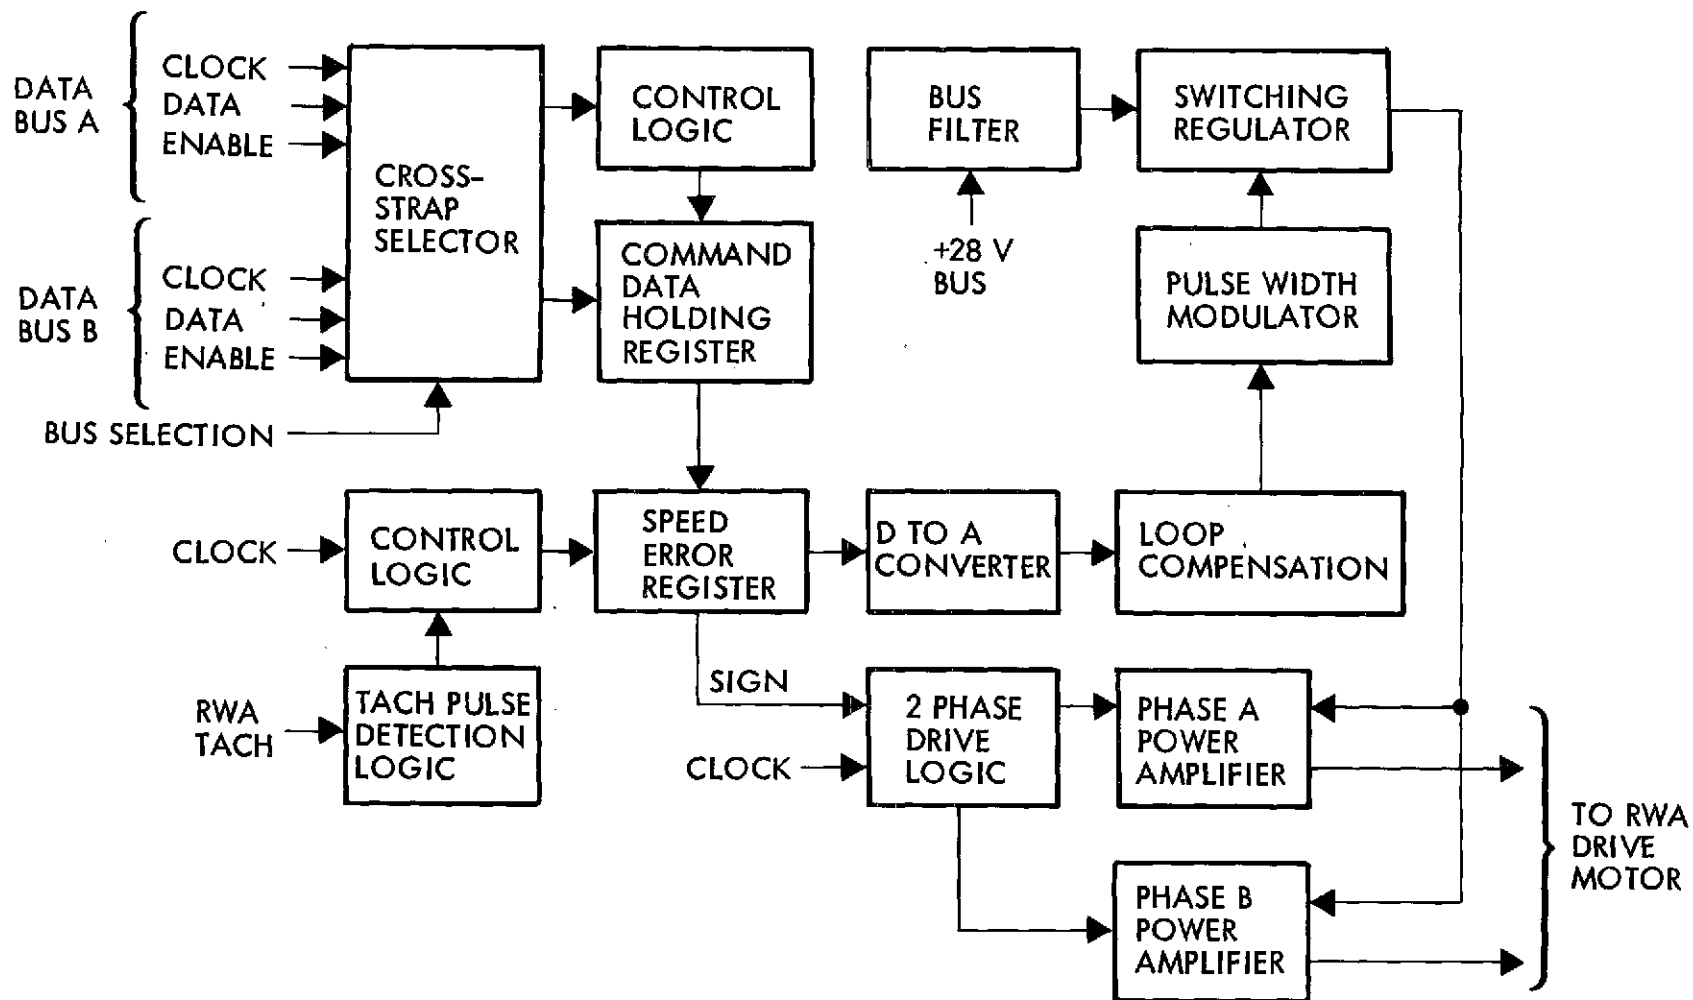 DATA
BUS A
CLOCK
DATA
ENABLE
DATA
BUS B
CLOCK
DATA
ENABLE
BUS SELECTION
CROSS-
STRAP
SELECTOR
CONTROL
LOGIC
COMMAND
DATA
HOLDING
REGISTER
BUS
FILTER
+28 V
BUS
SWITCHING
REGULATOR
PULSE WIDTH
MODULATOR
CLOCK
CONTROL
LOGIC
SPEED
ERROR
REGISTER
D TO A
CONVERTER
LOOP
COMPENSATION
RWA
TACH
TACH PULSE
DETECTION
LOGIC
SIGN
CLOCK
2 PHASE
DRIVE
LOGIC
PHASE A
POWER
AMPLIFIER
PHASE B
POWER
AMPLIFIER
TO RWA
DRIVE
MOTOR